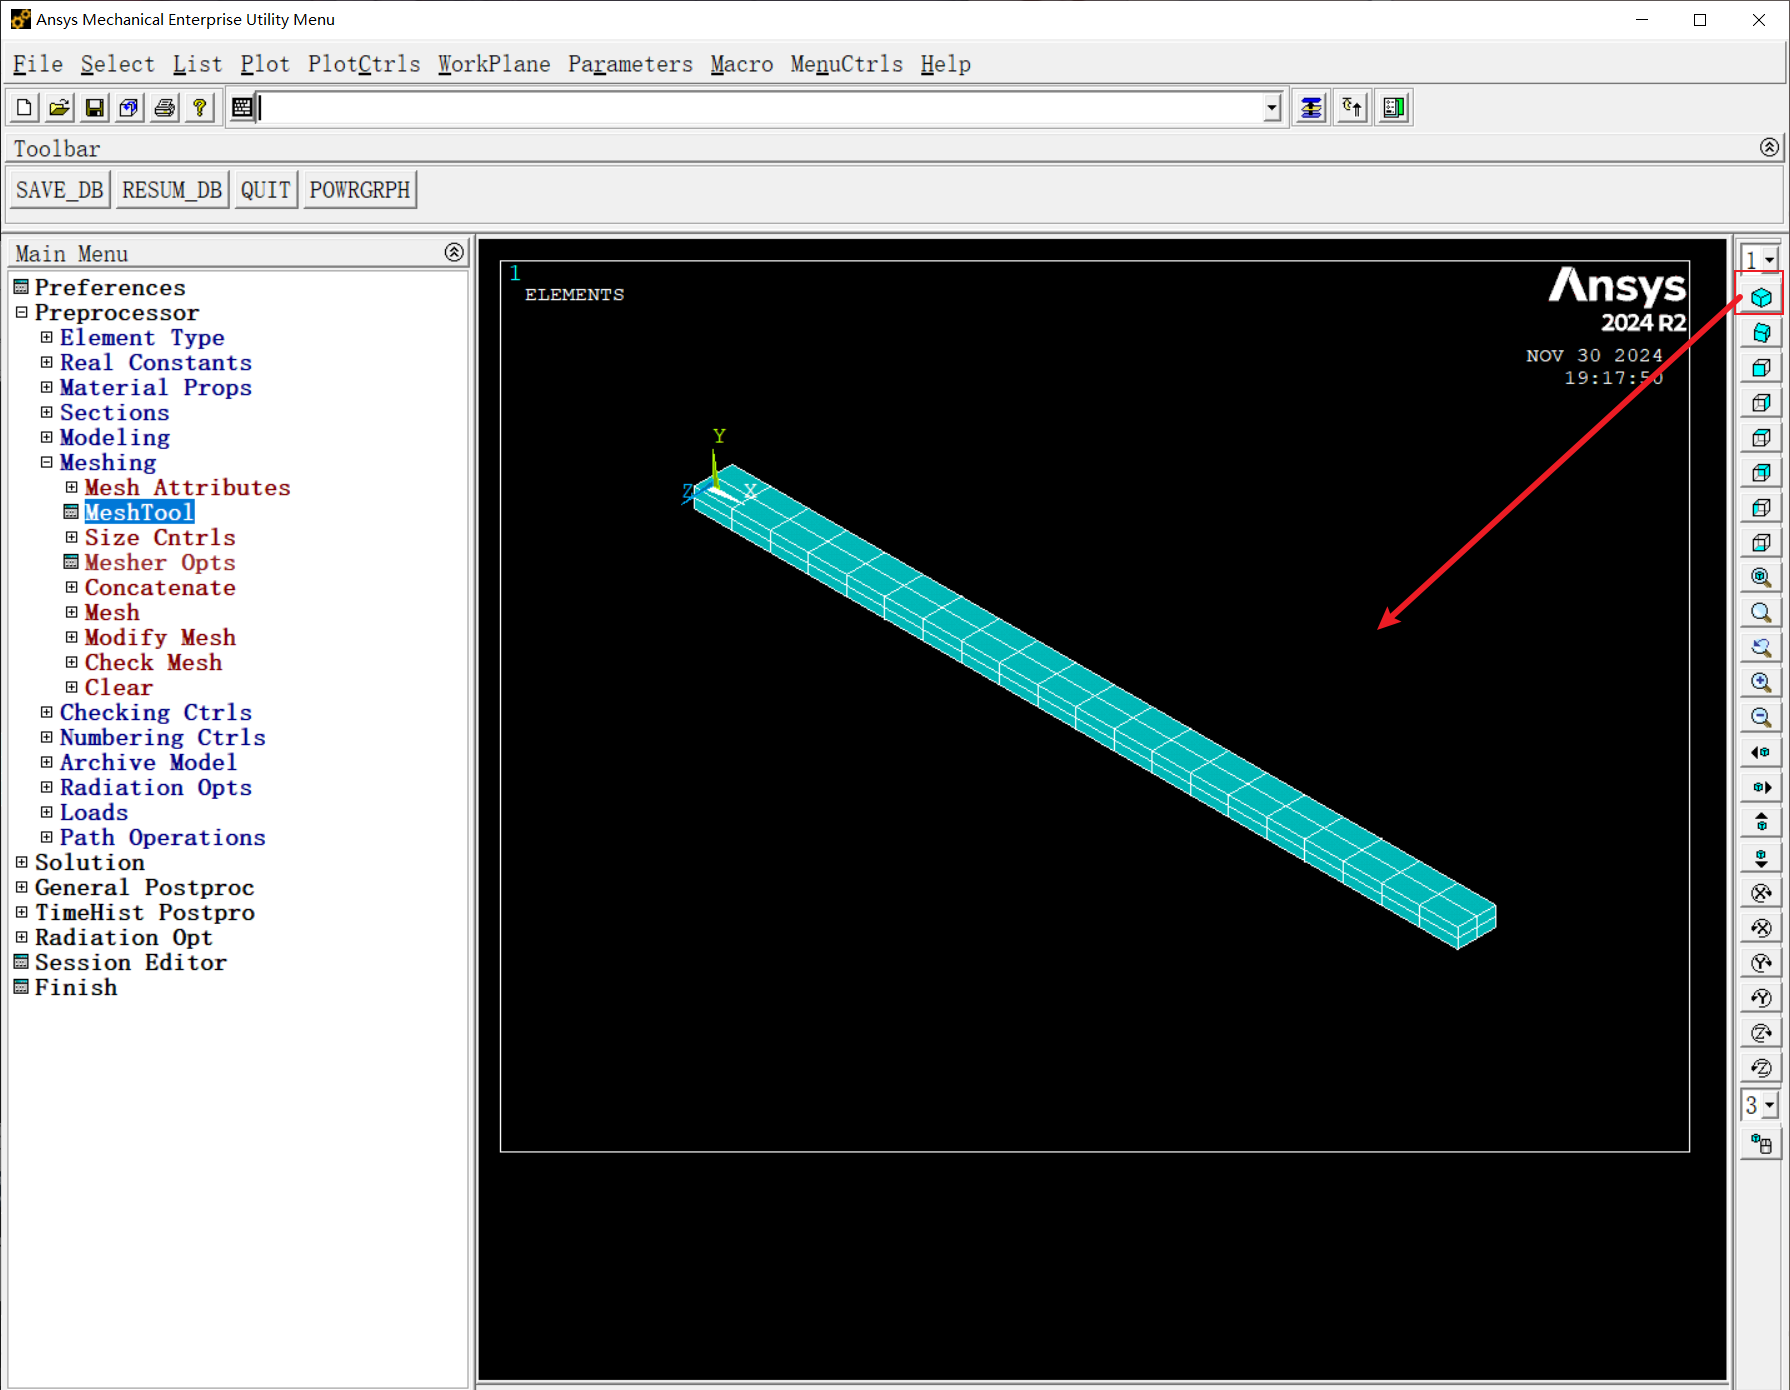 Ansys Mechanical Enterprise Utility Menu
File Select List Plot PlotCtrls WorkPlane Parameters Macro MenuCtrls Help
Toolbar
SAVE_DB RESUM_DB QUIT POWRGRPH
Main Menu
Preferences
Preprocessor
Element Type
Real Constants
Material Props
Sections
Modeling
Meshing
Mesh Attributes
MeshTool
Size Cntrls
Mesher Opts
Concatenate
Mesh
Modify Mesh
Check Mesh
Clear
Checking Ctrls
Numbering Ctrls
Archive Model
Radiation Opts
Loads
Path Operations
Solution
General Postproc
TimeHist Postpro
Radiation Opt
Session Editor
Finish
1
ELEMENTS
Ansys
2024 R2
NOV 30 2024
19:17:50
Y
Z
X
1
X
X
Y
Y
Z
Z
3